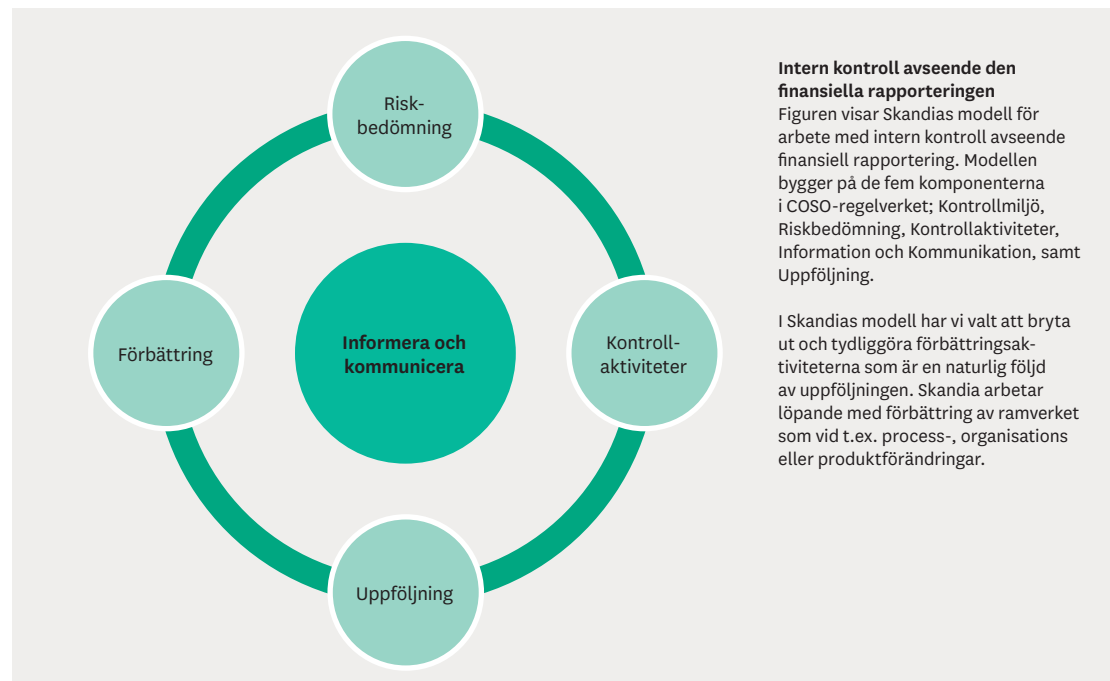 Risk-
bedömning
Förbättring
Informera och
kommunicera
Kontroll-
aktiviteter
Uppföljning
Intern kontroll avseende den
finansiella rapporteringen
Figuren visar Skandias modell för
arbete med intern kontroll avseende
finansiell rapportering. Modellen
bygger på de fem komponenterna
i COSO-regelverket; Kontrollmiljö,
Riskbedömning, Kontrollaktiviteter,
Information och Kommunikation, samt
Uppföljning.
I Skandias modell har vi valt att bryta
ut och tydliggöra förbättringsak-
tiviteterna som är en naturlig följd
av uppföljningen. Skandia arbetar
löpande med förbättring av ramverket
som vid t.ex. process-, organisations
eller produktförändringar.